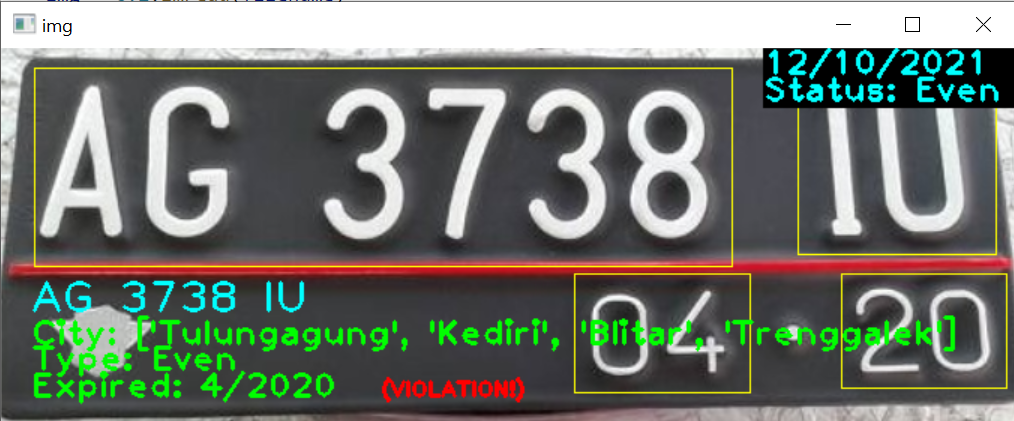 img
12/10/2021
Status: Even
AG 3738 IU
AG 3738 IU
04 · 20
City: ['Tulungagung', 'Kediri', 'Blitar', 'Trenggalek']
Type: Even
Expired: 4/2020 (VIOLATION!)